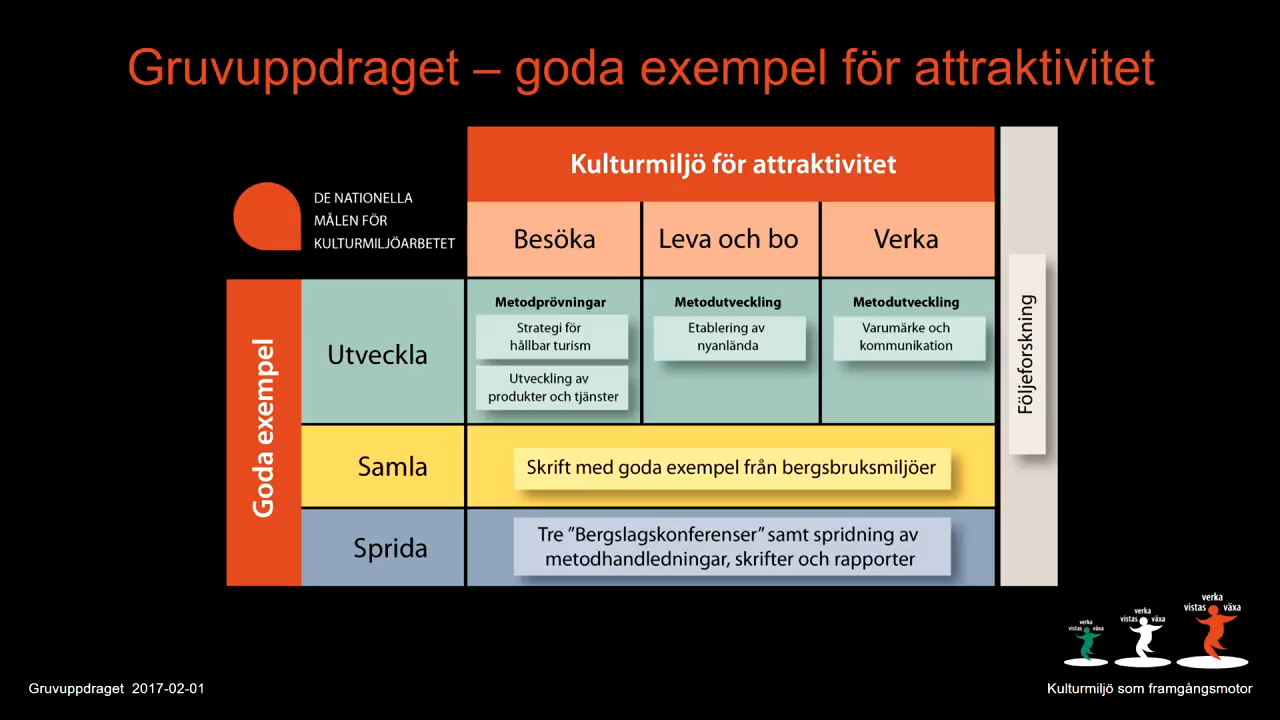 Gruvuppdraget – goda exempel för attraktivitet
Kulturmiljö för attraktivitet
DE NATIONELLA
MÅLEN FÖR
KULTURMILJÖARBETET
Besöka
Leva och bo
Verka
Goda exempel
Utveckla
Metodprövningar
Strategi för
hållbar turism
Utveckling av
produkter och tjänster
Metodutveckling
Etablering av
nyanlända
Metodutveckling
Varumärke och
kommunikation
Samla
Skrift med goda exempel från bergsbruksmiljöer
Sprida
Tre ”Bergslagskonferenser” samt spridning av
metodhandledningar, skrifter och rapporter
Följeforskning
verka
vistas växa
verka
vistas växa
verka
vistas växa
Gruvuppdraget 2017-02-01
Kulturmiljö som framgångsmotor